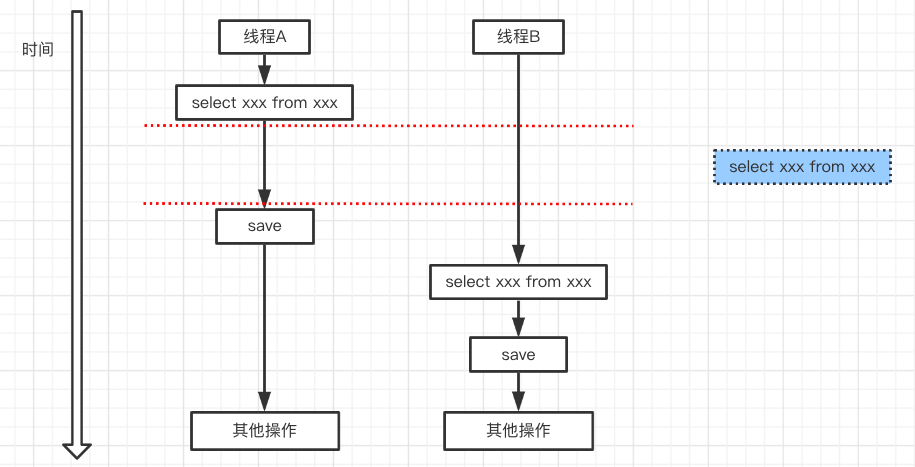 时间
线程A
线程B
select xxx from xxx
select xxx from xxx
save
select xxx from xxx
save
其他操作
其他操作